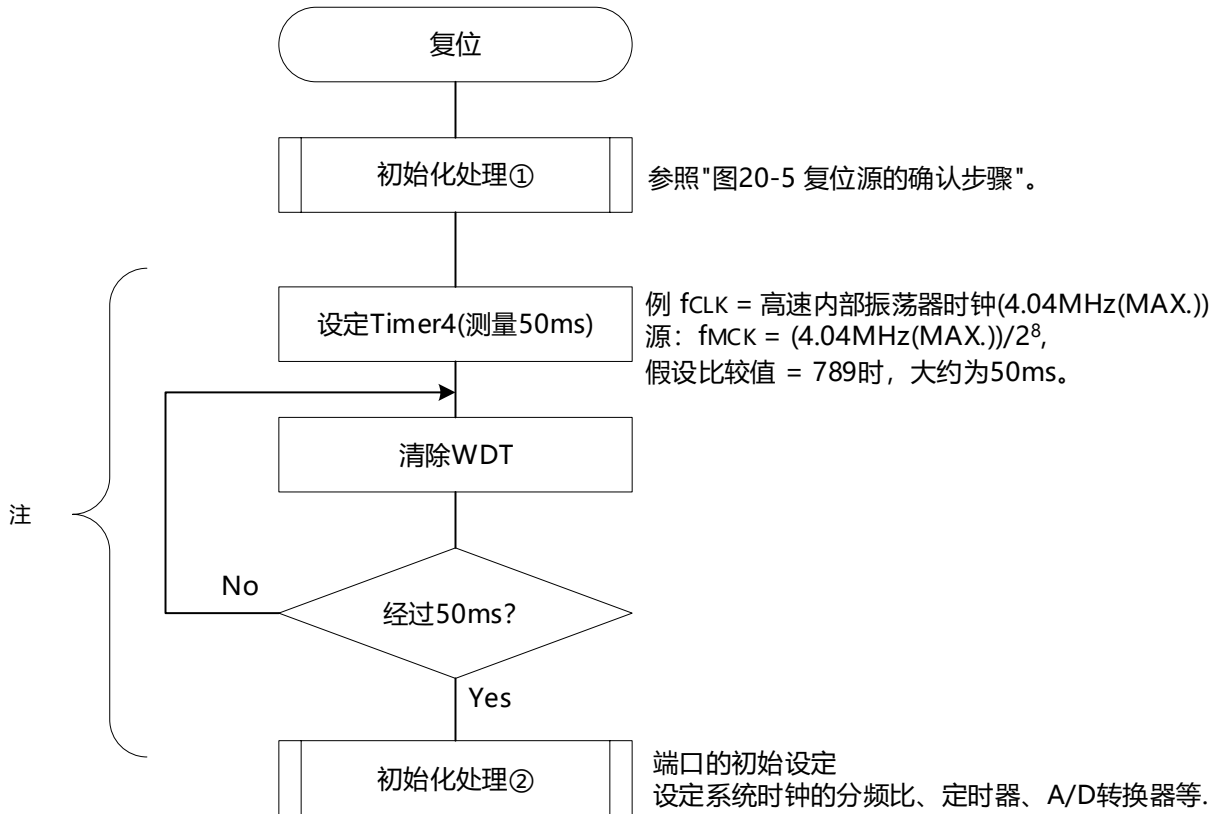 复位
初始化处理①
参照"图20-5 复位源的确认步骤"。
设定Timer4(测量50ms)
例 fCLK = 高速内部振荡器时钟(4.04MHz(MAX.))
源：fMCK = (4.04MHz(MAX.))/2⁸,
假设比较值 = 789时，大约为50ms。
清除WDT
注
No
经过50ms?
Yes
初始化处理②
端口的初始设定
设定系统时钟的分频比、定时器、A/D转换器等.